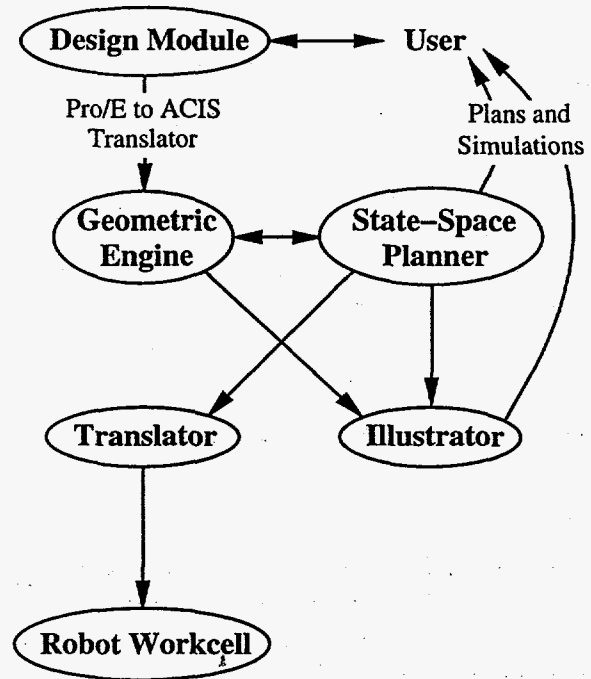 Design Module
User
Pro/E to ACIS
Translator
Plans and
Simulations
Geometric
Engine
State–Space
Planner
Translator
Illustrator
Robot Workcell